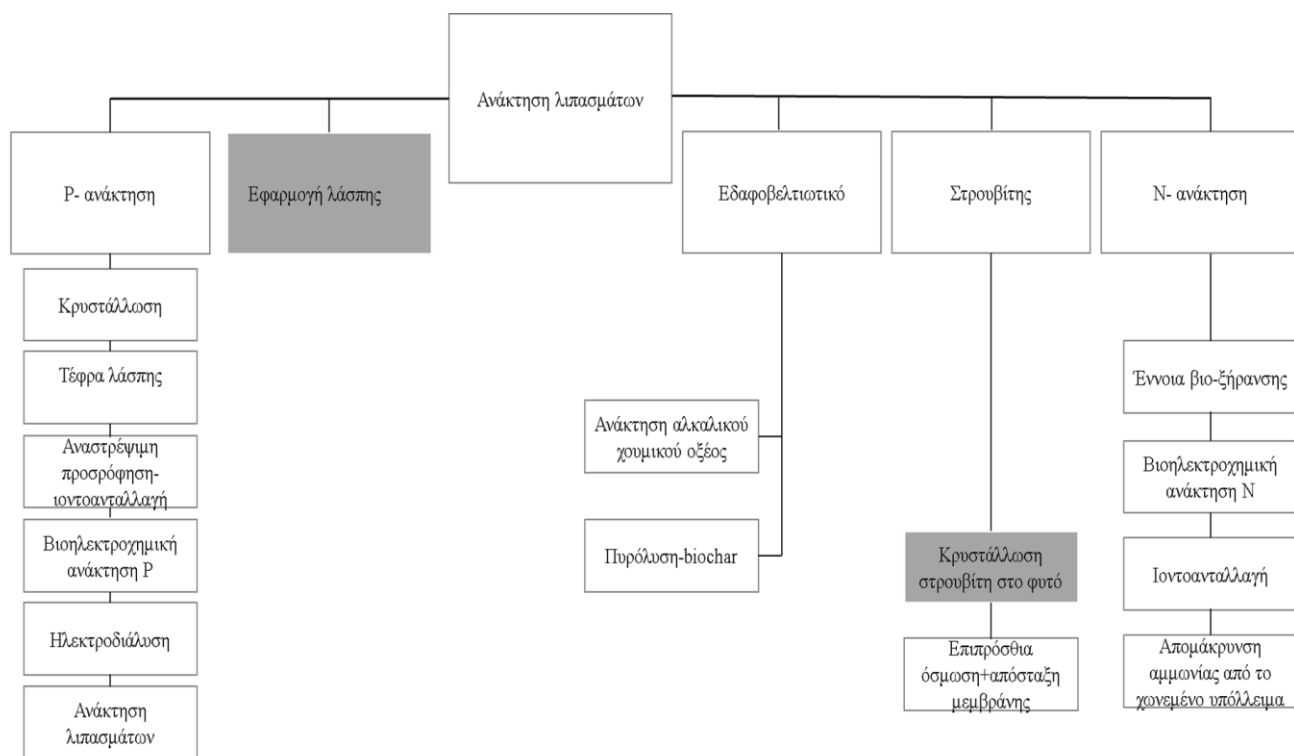 Ανάκτηση λιπασμάτων
P- ανάκτηση
Εφαρμογή λάσπης
Εδαφοβελτιωτικό
Στρουβίτης
N- ανάκτηση
Κρυστάλλωση
Τέφρα λάσπης
Αναστρέψιμη
προσρόφηση-
ιοντοανταλλαγή
Βιοηλεκτροχημική
ανάκτηση P
Ηλεκτροδιάλυση
Ανάκτηση
λιπασμάτων
Ανάκτηση αλκαλικού
χουμικού οξέος
Πυρόλυση-biochar
Κρυστάλλωση
στρουβίτη στο φυτό
Επιπρόσθια
όσμωση+απόσταξη
μεμβράνης
Έννοια βιο-ξήρανσης
Βιοηλεκτροχημική
ανάκτηση N
Ιοντοανταλλαγή
Απομάκρυνση
αμμωνίας από το
χωνεμένο υπόλλειμα